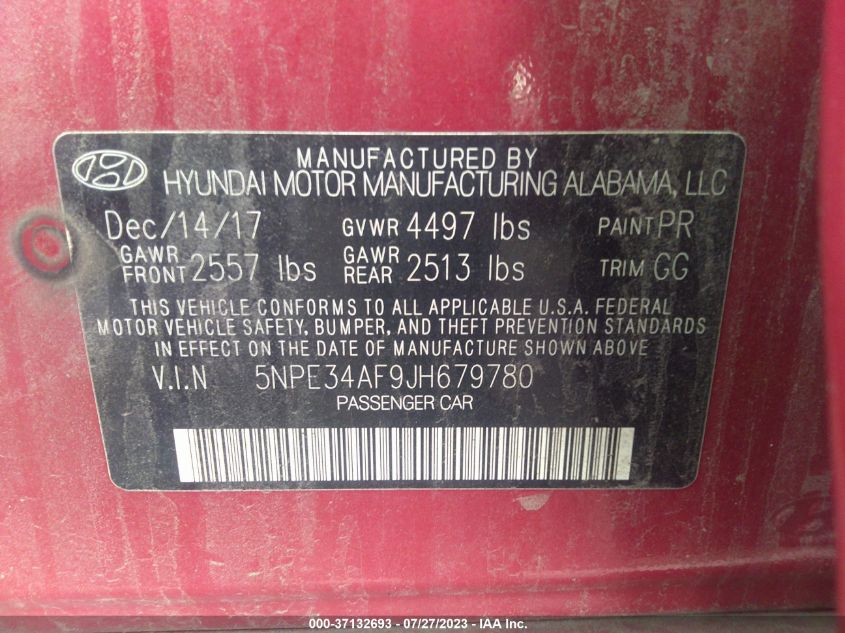 MANUFACTURED BY
HYUNDAI MOTOR MANUFACTURING ALABAMA, LLC
Dec/14/17 GVWR 4497 lbs PAINT PR
GAWR FRONT 2557 lbs GAWR REAR 2513 lbs TRIM GG
THIS VEHICLE CONFORMS TO ALL APPLICABLE U.S.A. FEDERAL
MOTOR VEHICLE SAFETY, BUMPER, AND THEFT PREVENTION STANDARDS
IN EFFECT ON THE DATE OF MANUFACTURE SHOWN ABOVE.
V.I.N 5NPE34AF9JH679780
PASSENGER CAR
000-37132693 - 07/27/2023 - IAA Inc.